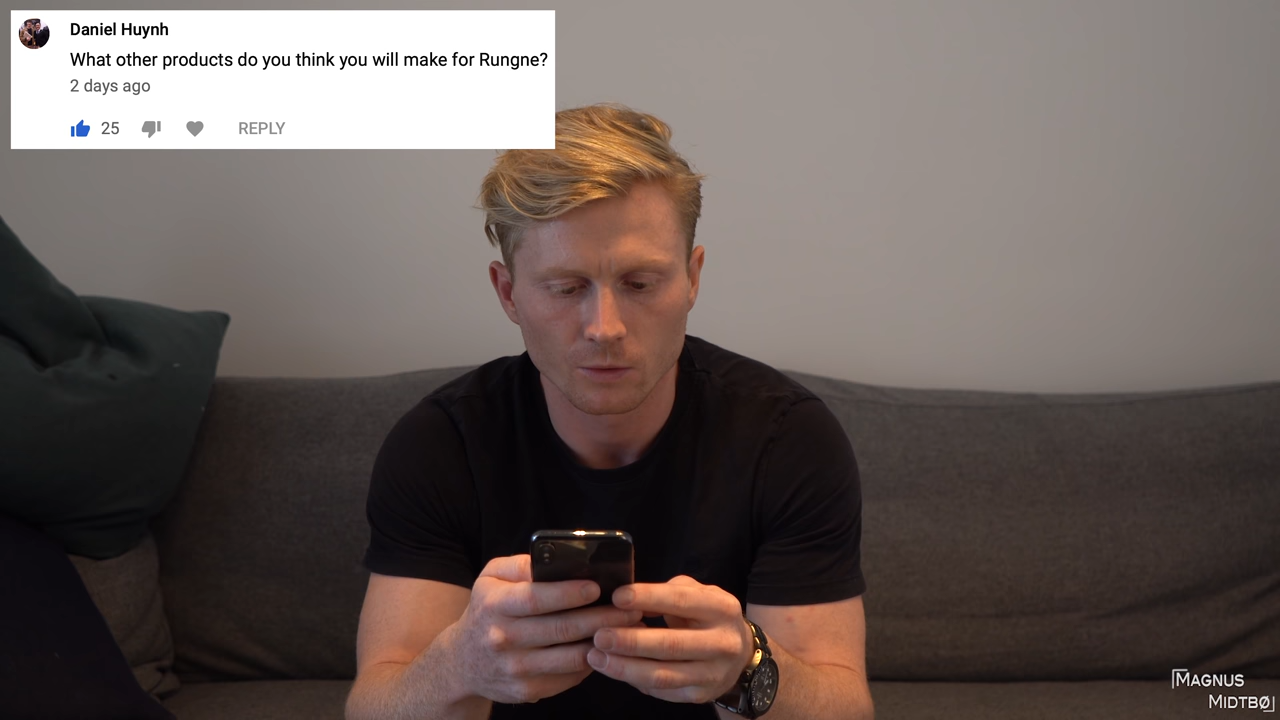 Daniel Huynh
What other products do you think you will make for Rungne?
2 days ago
25
REPLY
MAGNUS
MIDTBØ